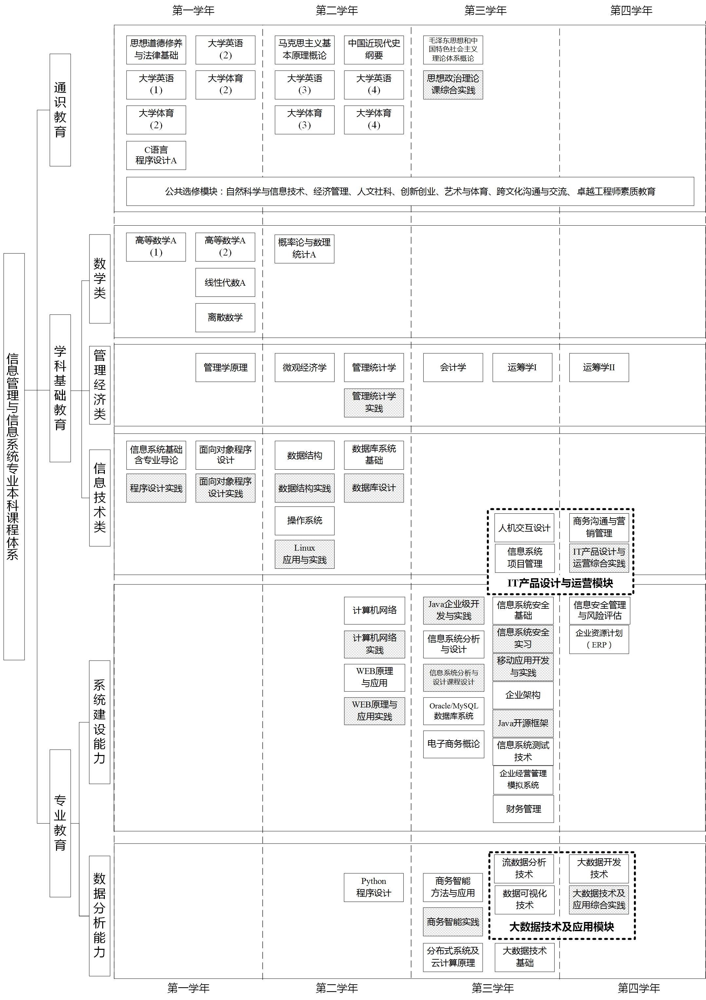 第一学年
第二学年
第三学年
第四学年
信息管理与信息系统专业本科课程体系
通识教育
思想道德修养
与法律基础
大学英语
(2)
马克思主义基
本原理概论
中国近现代史
纲要
毛泽东思想和中
国特色社会主义
理论体系概论
大学英语
(1)
大学体育
(2)
大学英语
(3)
大学英语
(4)
思想政治理论
课综合实践
大学体育
(2)
大学体育
(3)
大学体育
(4)
C语言
程序设计A
公共选修模块：自然科学与信息技术、经济管理、人文社科、创新创业、艺术与体育、跨文化沟通与交流、卓越工程师素质教育
学科基础教育
数学类
高等数学A
(1)
高等数学A
(2)
概率论与数理
统计A
线性代数A
离散数学
管理经济类
管理学原理
微观经济学
管理统计学
会计学
运筹学I
运筹学II
管理统计学
实践
信息技术类
信息系统基础
含专业导论
面向对象程序
设计
数据结构
数据库系统
基础
程序设计实践
面向对象程序
设计实践
数据结构实践
数据库设计
操作系统
Linux
应用与实践
人机交互设计
商务沟通与营
销管理
信息系统
项目管理
IT产品设计与
运营综合实践
IT产品设计与运营模块
专业教育
系统建设能力
计算机网络
Java企业级开
发与实践
信息系统安全
基础
信息安全管理
与风险评估
计算机网络
实践
信息系统分析
与设计
信息系统安全
实习
企业资源计划
（ERP）
WEB原理
与应用
信息系统分析与
设计课程设计
移动应用开发
与实践
企业架构
WEB原理与
应用实践
Oracle/MySQL
数据库系统
Java开源框架
电子商务概论
信息系统测试
技术
企业经营管理
模拟系统
财务管理
数据分析能力
Python
程序设计
商务智能
方法与应用
流数据分析
技术
大数据开发
技术
数据可视化
技术
大数据技术及
应用综合实践
商务智能实践
大数据技术及应用模块
分布式系统及
云计算原理
大数据技术
基础
第一学年
第二学年
第三学年
第四学年